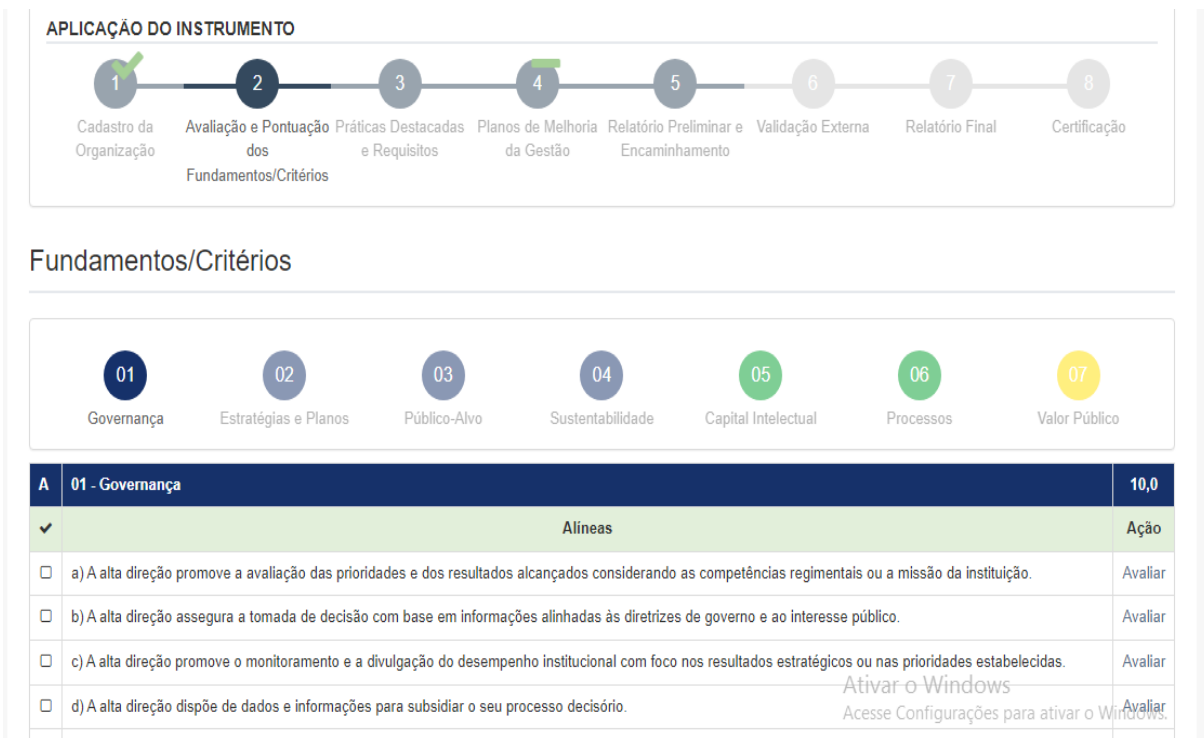 APLICAÇÃO DO INSTRUMENTO
1 2 3 4 5 6 7 8
Cadastro da Organização
Avaliação e Pontuação dos Fundamentos/Critérios
Práticas Destacadas e Requisitos
Planos de Melhoria da Gestão
Relatório Preliminar e Encaminhamento
Validação Externa
Relatório Final
Certificação
Fundamentos/Critérios
01 02 03 04 05 06 07
Governança Estratégias e Planos Público-Alvo Sustentabilidade Capital Intelectual Processos Valor Público
A 01 - Governança 10,0
Alíneas Ação
a) A alta direção promove a avaliação das prioridades e dos resultados alcançados considerando as competências regimentais ou a missão da instituição. Avaliar
b) A alta direção assegura a tomada de decisão com base em informações alinhadas às diretrizes de governo e ao interesse público. Avaliar
c) A alta direção promove o monitoramento e a divulgação do desempenho institucional com foco nos resultados estratégicos ou nas prioridades estabelecidas. Avaliar
d) A alta direção dispõe de dados e informações para subsidiar o seu processo decisório. Avaliar
Ativar o Windows
Acesse Configurações para ativar o Windows.